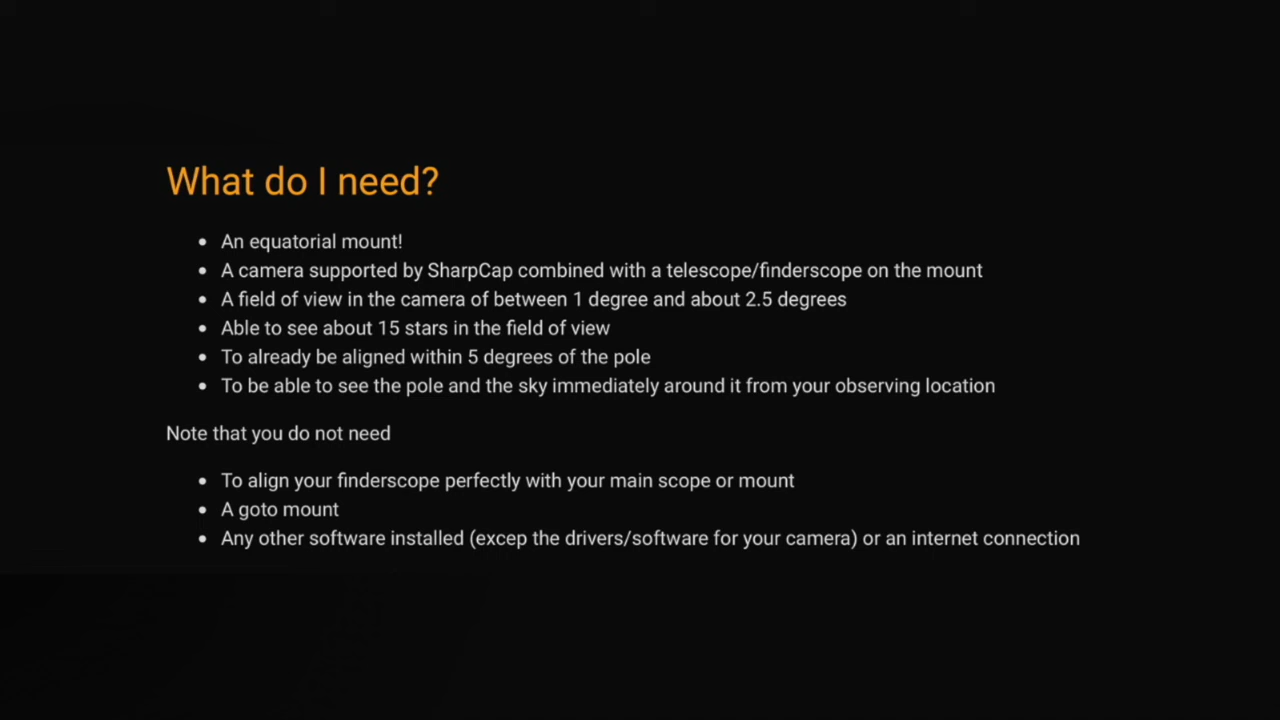 What do I need?
• An equatorial mount!
• A camera supported by SharpCap combined with a telescope/finderscope on the mount
• A field of view in the camera of between 1 degree and about 2.5 degrees
• Able to see about 15 stars in the field of view
• To already be aligned within 5 degrees of the pole
• To be able to see the pole and the sky immediately around it from your observing location
Note that you do not need
• To align your finderscope perfectly with your main scope or mount
• A goto mount
• Any other software installed (excep the drivers/software for your camera) or an internet connection